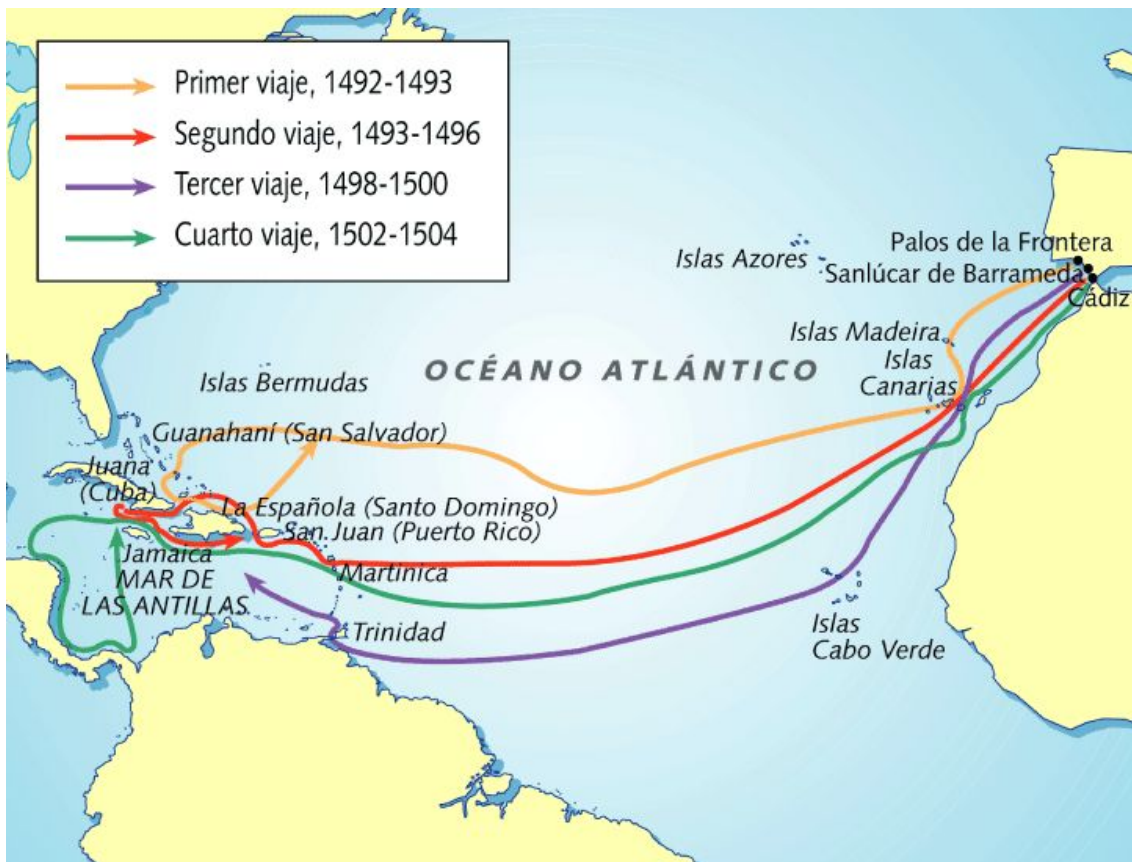 Primer viaje, 1492-1493
Segundo viaje, 1493-1496
Tercer viaje, 1498-1500
Cuarto viaje, 1502-1504
Palos de la Frontera
Islas Azores
Sanlúcar de Barrameda
Cádiz
Islas Madeira
Islas
Canarias
OCÉANO ATLÁNTICO
Islas Bermudas
Guanahaní (San Salvador)
Juana
(Cuba)
La Española (Santo Domingo)
San Juan (Puerto Rico)
Jamaica
MAR DE
LAS ANTILLAS
Martinica
Trinidad
Islas
Cabo Verde